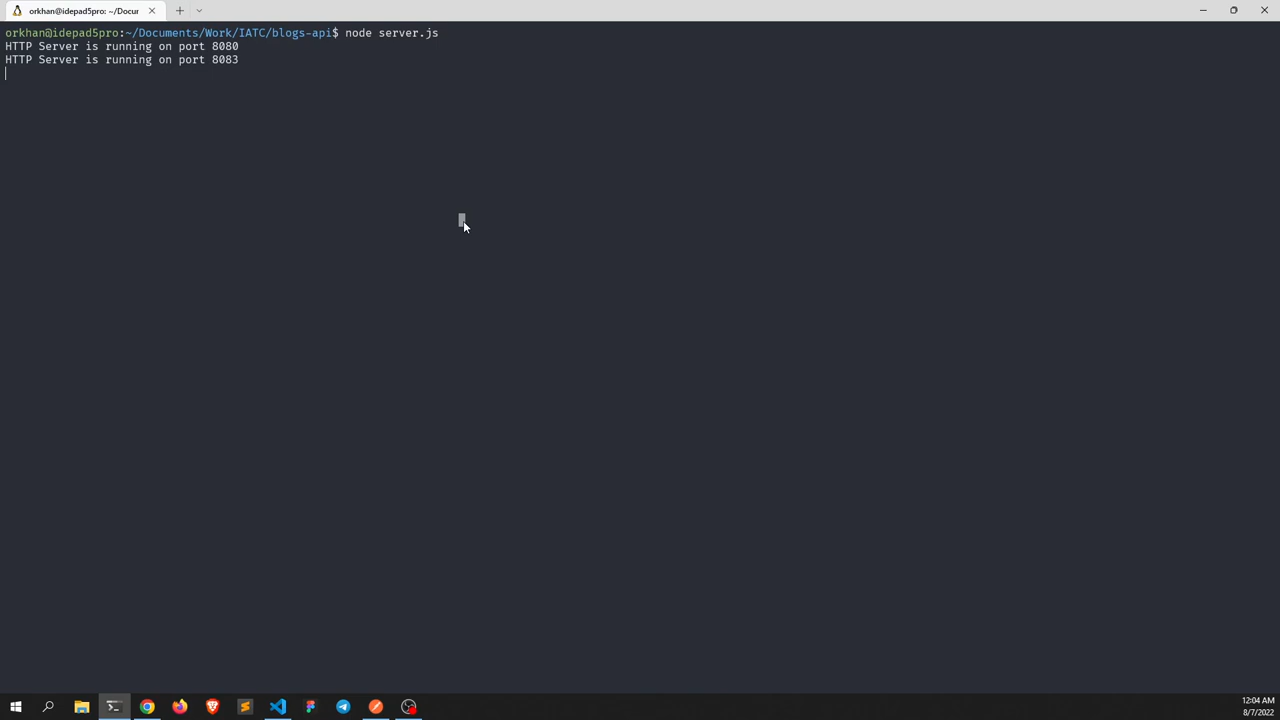 orkhan@idepad5pro: ~/Docur
orkhan@idepad5pro:~/Documents/Work/IATC/blogs-api$ node server.js
HTTP Server is running on port 8080
HTTP Server is running on port 8083
12:04 AM
8/7/2022